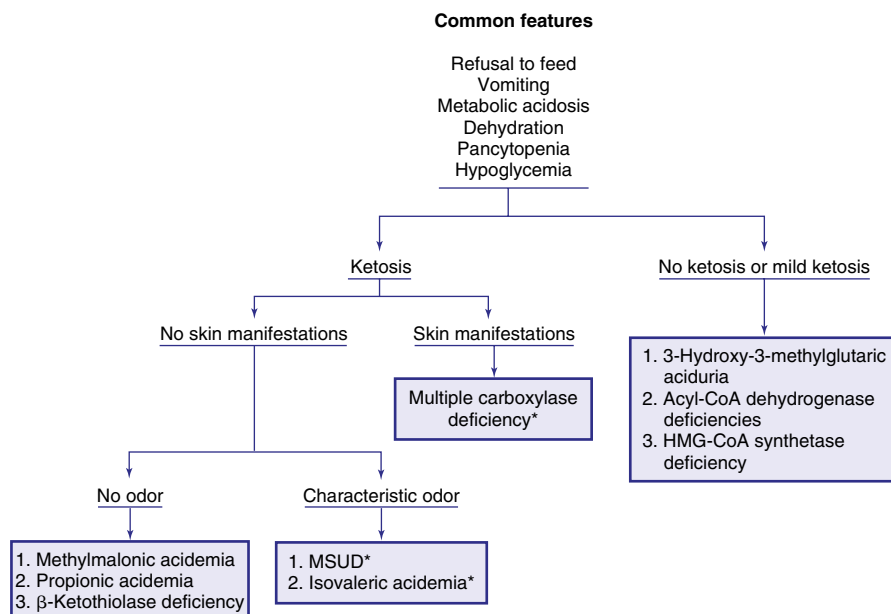 Common features
Refusal to feed
Vomiting
Metabolic acidosis
Dehydration
Pancytopenia
Hypoglycemia
Ketosis
No ketosis or mild ketosis
No skin manifestations
Skin manifestations
1. 3-Hydroxy-3-methylglutaric
aciduria
2. Acyl-CoA dehydrogenase
deficiencies
3. HMG-CoA synthetase
deficiency
Multiple carboxylase
deficiency*
No odor
Characteristic odor
1. Methylmalonic acidemia
2. Propionic acidemia
3. β-Ketothiolase deficiency
1. MSUD*
2. Isovaleric acidemia*